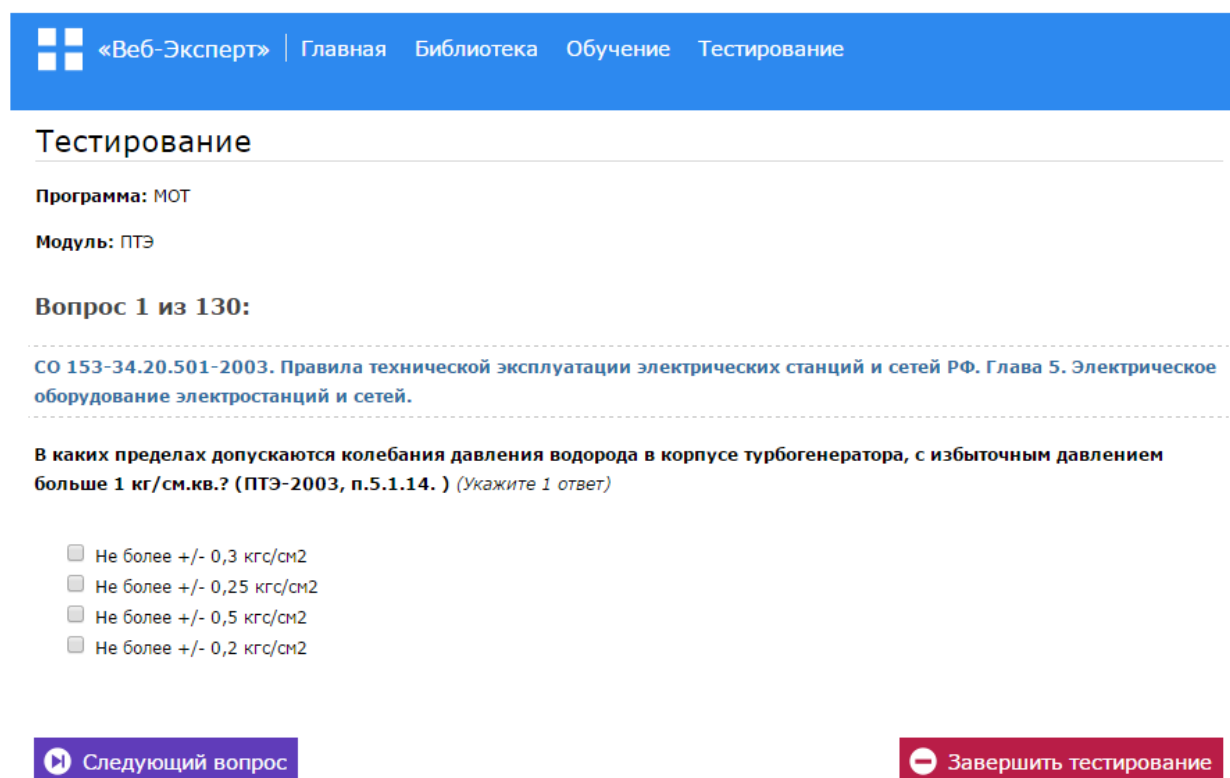 «Веб-Эксперт» Главная Библиотека Обучение Тестирование
Тестирование
Программа: МОТ
Модуль: ПТЭ
Вопрос 1 из 130:
СО 153-34.20.501-2003. Правила технической эксплуатации электрических станций и сетей РФ. Глава 5. Электрическое
оборудование электростанций и сетей.
В каких пределах допускаются колебания давления водорода в корпусе турбогенератора, с избыточным давлением
больше 1 кг/см.кв.? (ПТЭ-2003, п.5.1.14. ) (Укажите 1 ответ)
Не более +/- 0,3 кгс/см2
Не более +/- 0,25 кгс/см2
Не более +/- 0,5 кгс/см2
Не более +/- 0,2 кгс/см2
Следующий вопрос Завершить тестирование